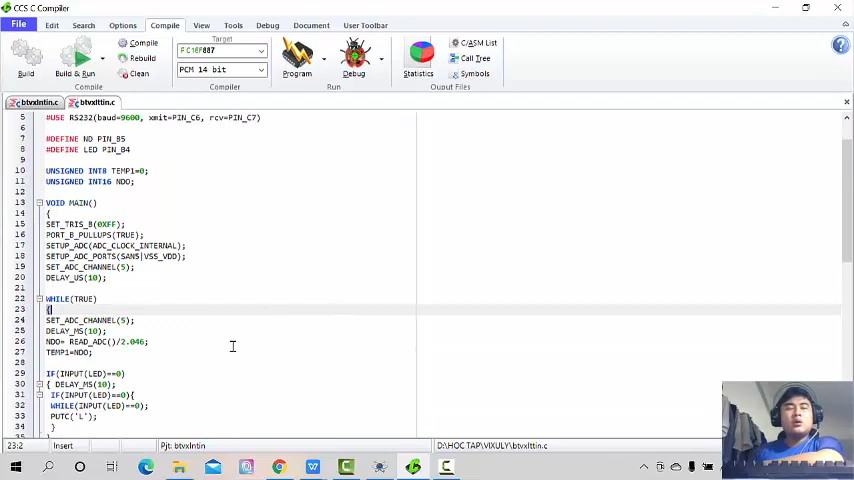 CCS C Compiler
File Edit Search Options Compile View Tools Debug Document User Toolbar
Build
Build & Run
Compile
Rebuild
Clean
Compile
Target
PIC16F887
PCM 14 bit
Compiler
Program
Debug
Run
Statistics
C/ASM List
Call Tree
Symbols
Ouput Files
btvxlntin.c btvxlttin.c
5 #USE RS232(baud=9600, xmit=PIN_C6, rcv=PIN_C7)
6
7 #DEFINE ND PIN_B5
8 #DEFINE LED PIN_B4
9
10 UNSIGNED INT8 TEMP1=0;
11 UNSIGNED INT16 NDO;
12
13 VOID MAIN()
14 {
15 SET_TRIS_B(0XFF);
16 PORT_B_PULLUPS(TRUE);
17 SETUP_ADC(ADC_CLOCK_INTERNAL);
18 SETUP_ADC_PORTS(SAN5|VSS_VDD);
19 SET_ADC_CHANNEL(5);
20 DELAY_US(10);
21
22 WHILE(TRUE)
23 {
24 SET_ADC_CHANNEL(5);
25 DELAY_MS(10);
26 NDO= READ_ADC()/2.046;
27 TEMP1=NDO;
28
29 IF(INPUT(LED)==0)
30 { DELAY_MS(10);
31 IF(INPUT(LED)==0){
32 WHILE(INPUT(LED)==0);
33 PUTC('L');
34 }
23:2 Insert Pjt: btvxlntin D:\HOC TAP\VIXULY\btvxlttin.c